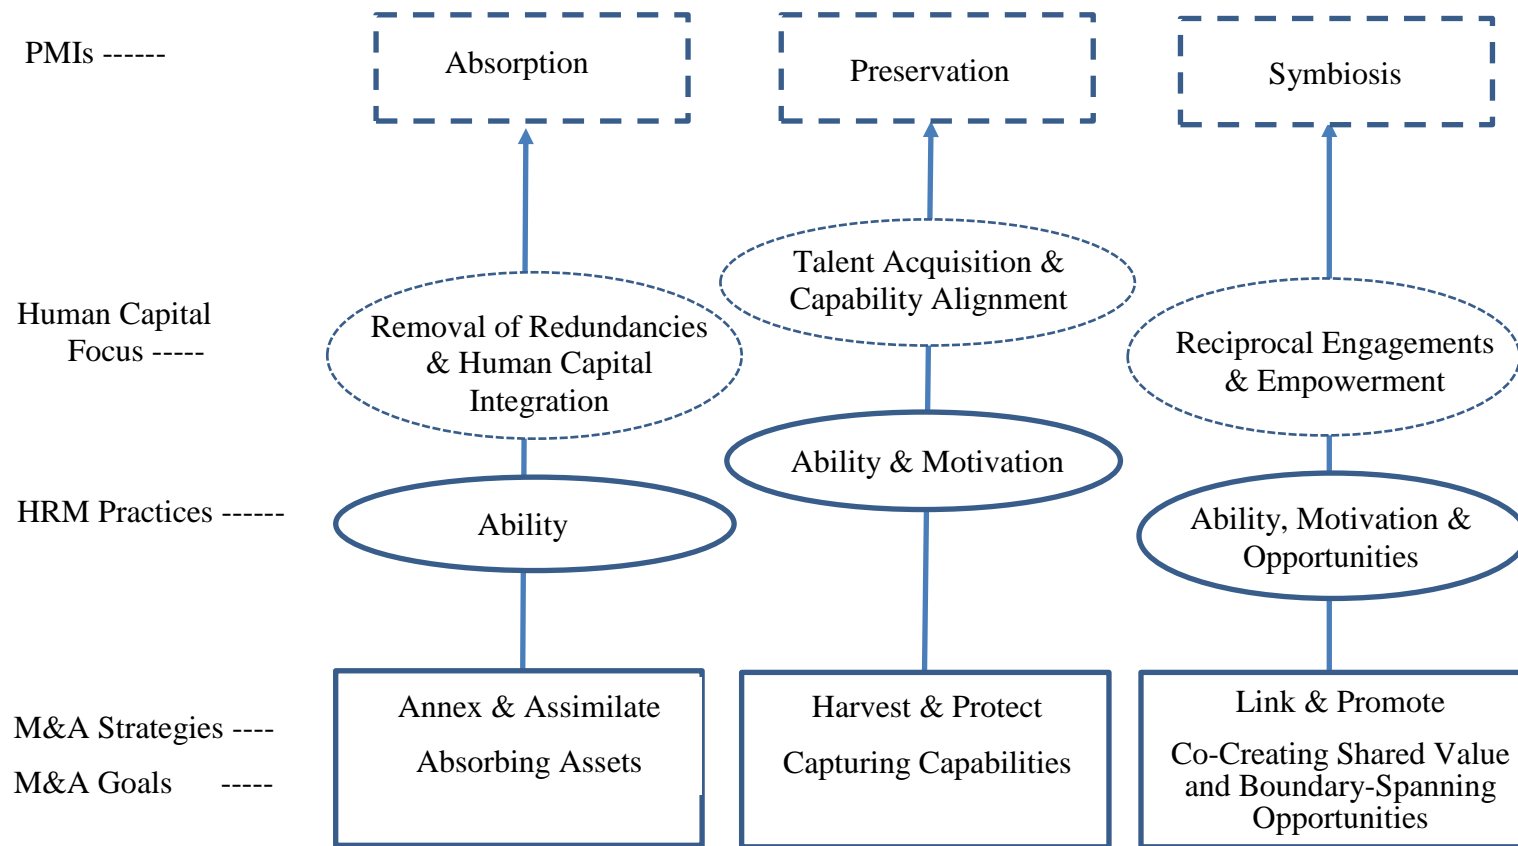 PMIs ------
Absorption
Preservation
Symbiosis
Human Capital
Focus -----
Removal of Redundancies
& Human Capital
Integration
Talent Acquisition &
Capability Alignment
Reciprocal Engagements
& Empowerment
HRM Practices ------
Ability
Ability & Motivation
Ability, Motivation &
Opportunities
M&A Strategies ----
Annex & Assimilate
Harvest & Protect
Link & Promote
M&A Goals -----
Absorbing Assets
Capturing Capabilities
Co-Creating Shared Value
and Boundary-Spanning
Opportunities